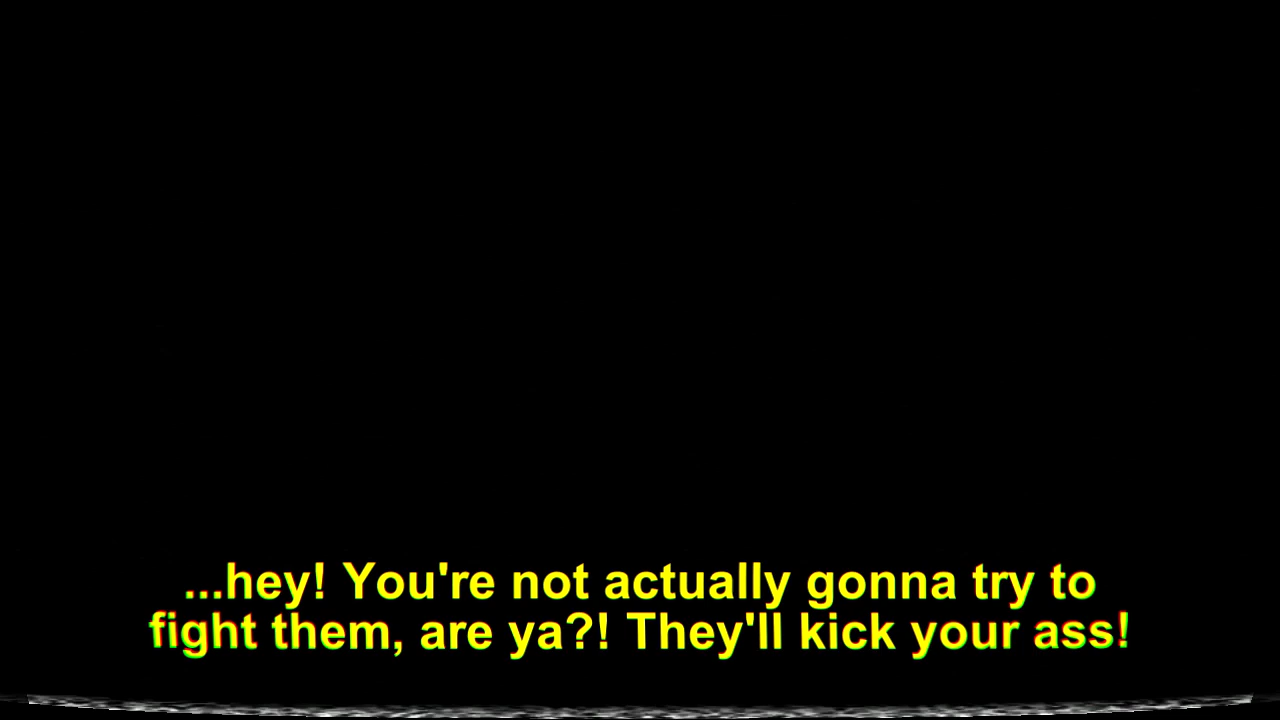 ...hey! You're not actually gonna try to
fight them, are ya?! They'll kick your ass!